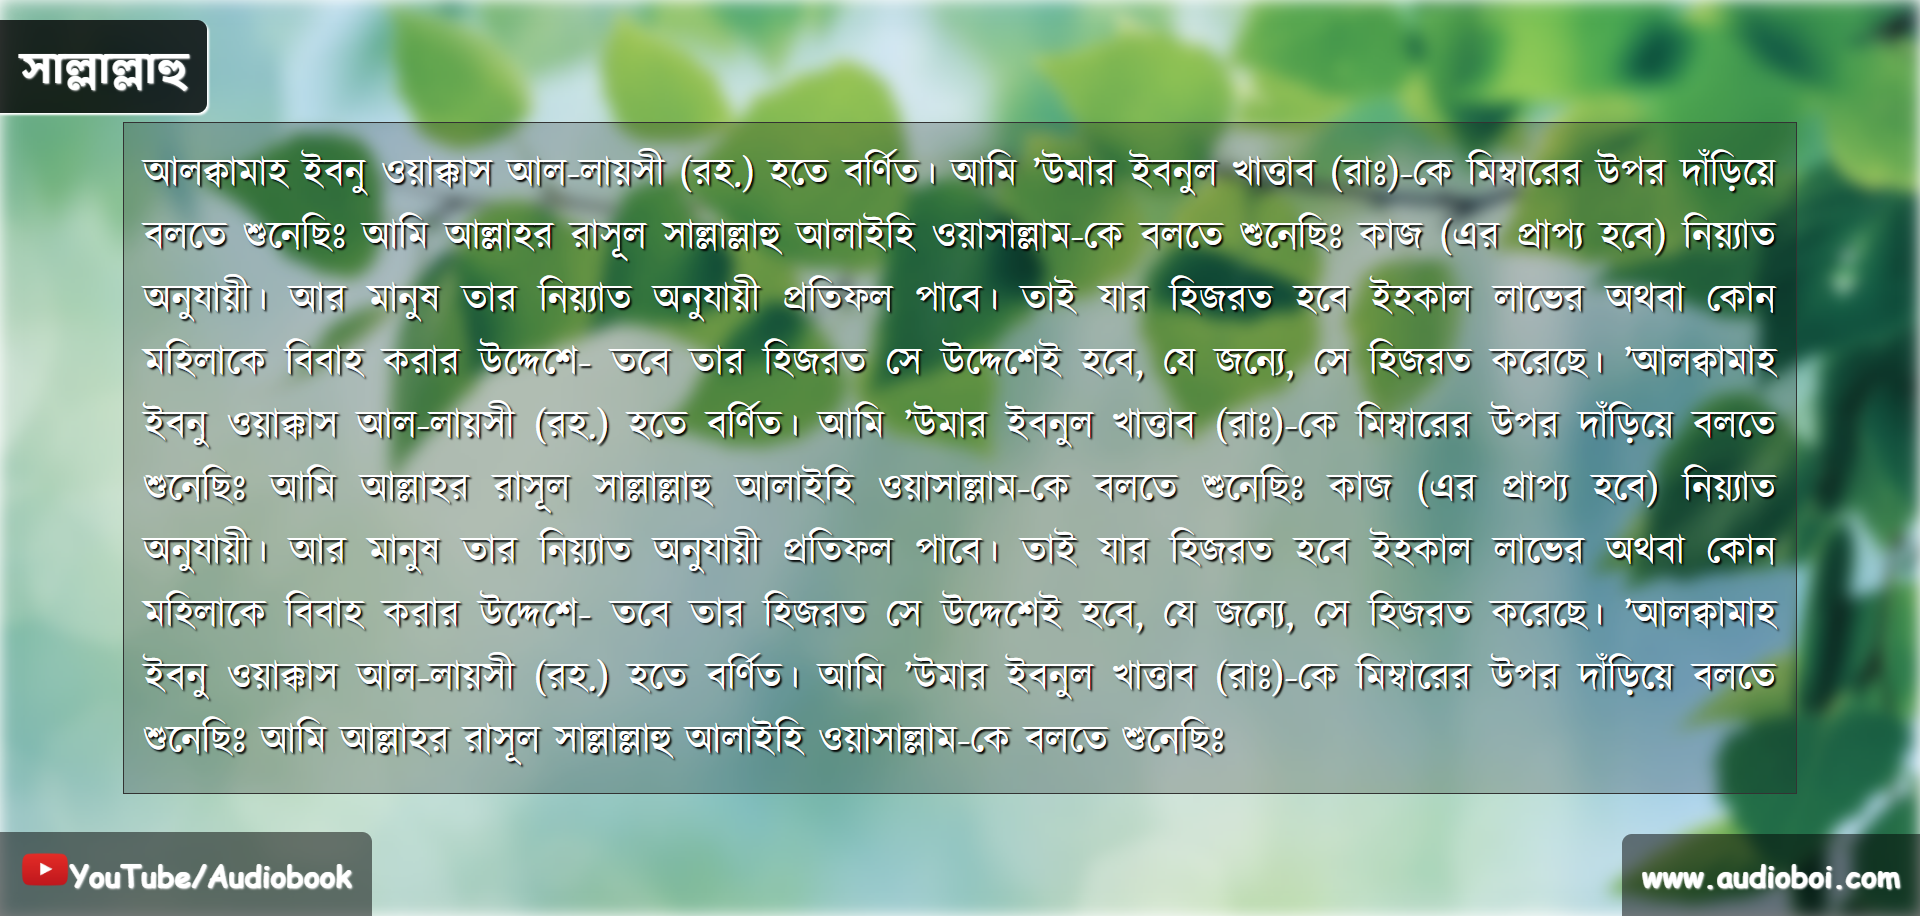 সাল্লাল্লাহু
আলক্বামাহ ইবনু ওয়াক্কাস আল-লায়সী (রহ.) হতে বর্ণিত। আমি ’উমার ইবনুল খাত্তাব (রাঃ)-কে মিম্বারের উপর দাঁড়িয়ে
বলতে শুনেছিঃ আমি আল্লাহর রাসূল সাল্লাল্লাহু আলাইহি ওয়াসাল্লাম-কে বলতে শুনেছিঃ কাজ (এর প্রাপ্য হবে) নিয়্যাত
অনুযায়ী। আর মানুষ তার নিয়্যাত অনুযায়ী প্রতিফল পাবে। তাই যার হিজরত হবে ইহকাল লাভের অথবা কোন
মহিলাকে বিবাহ করার উদ্দেশে- তবে তার হিজরত সে উদ্দেশেই হবে, যে জন্যে, সে হিজরত করেছে। ’আলক্বামাহ
ইবনু ওয়াক্কাস আল-লায়সী (রহ.) হতে বর্ণিত। আমি ’উমার ইবনুল খাত্তাব (রাঃ)-কে মিম্বারের উপর দাঁড়িয়ে বলতে
শুনেছিঃ আমি আল্লাহর রাসূল সাল্লাল্লাহু আলাইহি ওয়াসাল্লাম-কে বলতে শুনেছিঃ কাজ (এর প্রাপ্য হবে) নিয়্যাত
অনুযায়ী। আর মানুষ তার নিয়্যাত অনুযায়ী প্রতিফল পাবে। তাই যার হিজরত হবে ইহকাল লাভের অথবা কোন
মহিলাকে বিবাহ করার উদ্দেশে- তবে তার হিজরত সে উদ্দেশেই হবে, যে জন্যে, সে হিজরত করেছে। ’আলক্বামাহ
ইবনু ওয়াক্কাস আল-লায়সী (রহ.) হতে বর্ণিত। আমি ’উমার ইবনুল খাত্তাব (রাঃ)-কে মিম্বারের উপর দাঁড়িয়ে বলতে
শুনেছিঃ আমি আল্লাহর রাসূল সাল্লাল্লাহু আলাইহি ওয়াসাল্লাম-কে বলতে শুনেছিঃ
YouTube/Audiobook
www.audioboi.com